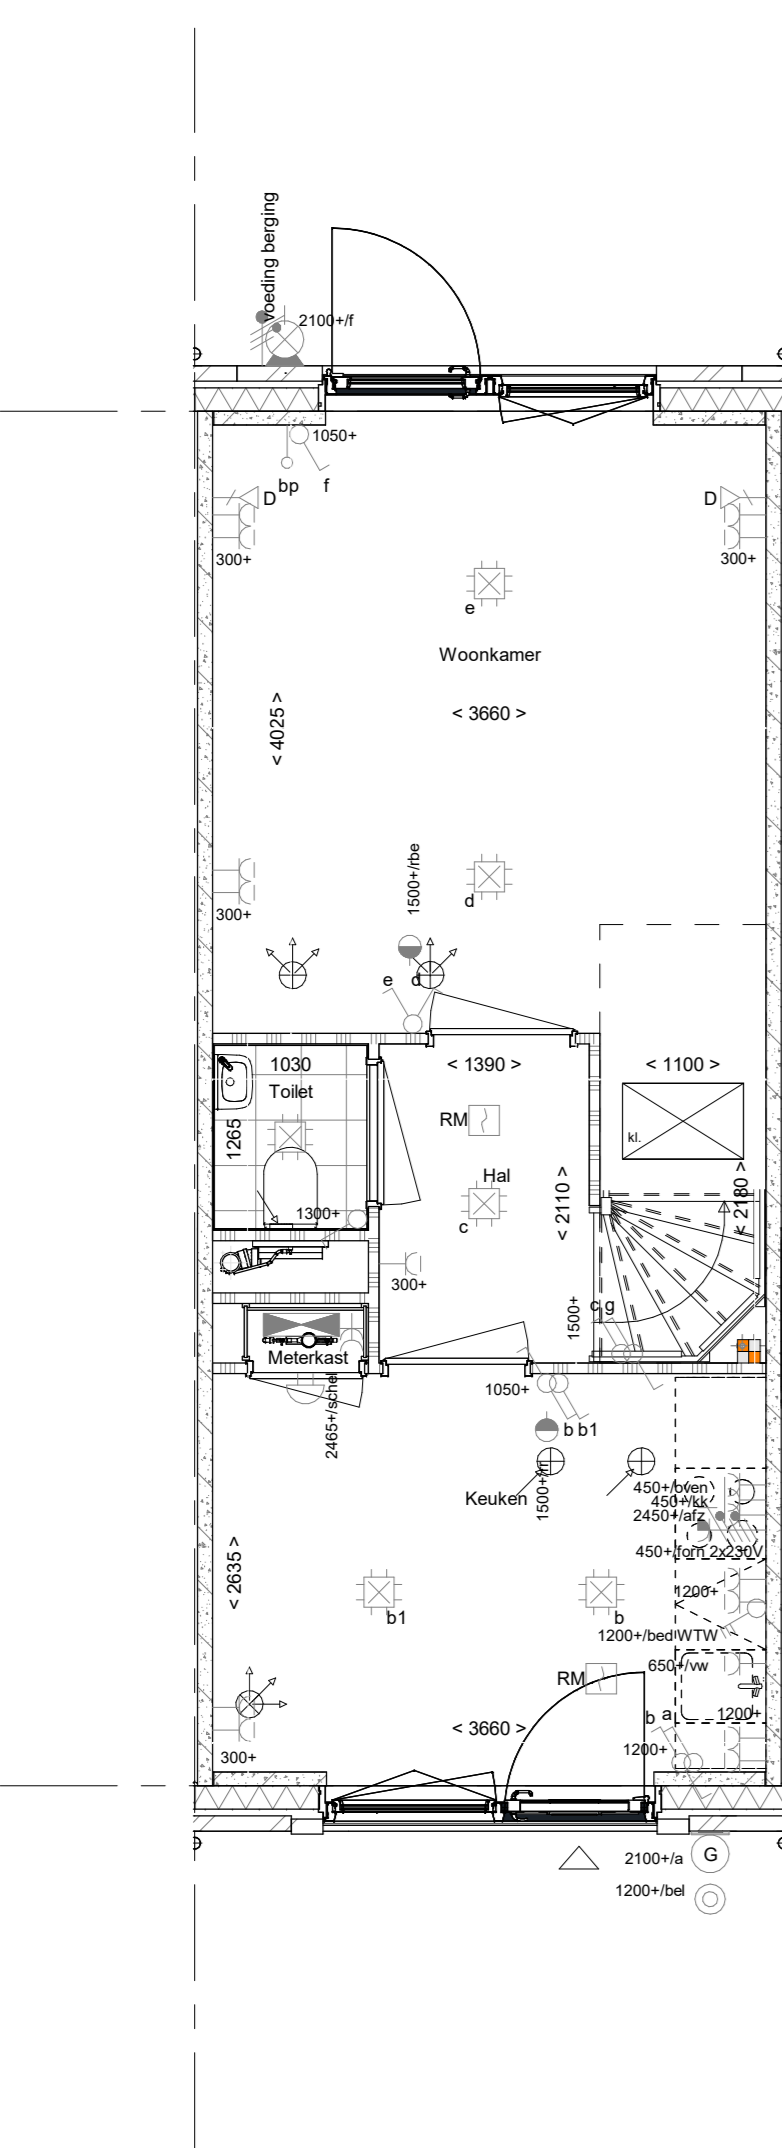 voeding berging
2100+/f
1050+
bp
f
D
D
300+
300+
e
Woonkamer
< 3660 >
< 4025 >
1500+/rbe
d
300+
e
d
1030
Toilet
1265
< 1390 >
< 1100 >
RM
kl.
Hal
c
< 2110 >
< 2180 >
1300+
300+
c g
1500+
Meterkast
2465+/schel
1050+
b b1
Keuken
450+/oven
450+/kk
2450+/afz
450+/forn 2x230V
< 2635 >
b1
b
1200+
1200+/bed WTW
RM
650+/vw
b
a
1200+
< 3660 >
1200+
300+
2100+/a
G
1200+/bel